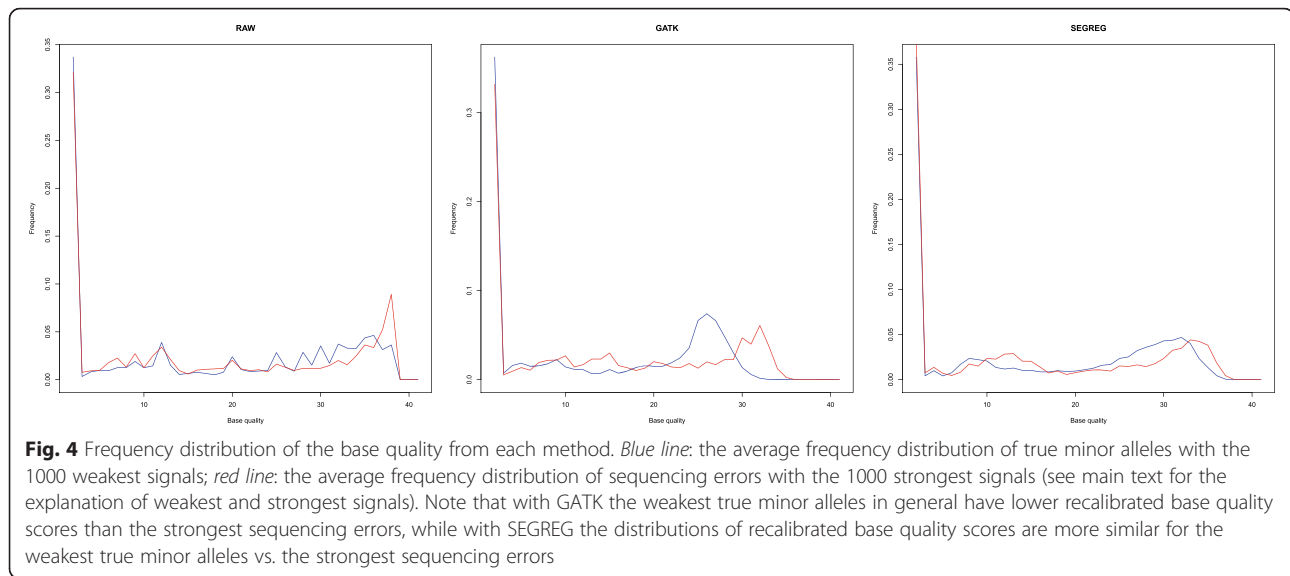 RAW
GATK
SEGREG
Frequency
0.00
0.05
0.10
0.15
0.20
0.25
0.30
0.35
10
20
30
40
Base quality
Frequency
0.0
0.1
0.2
0.3
10
20
30
40
Base quality
Frequency
0.00
0.05
0.10
0.15
0.20
0.25
0.30
0.35
10
20
30
40
Base quality
Fig. 4 Frequency distribution of the base quality from each method. Blue line: the average frequency distribution of true minor alleles with the
1000 weakest signals; red line: the average frequency distribution of sequencing errors with the 1000 strongest signals (see main text for the
explanation of weakest and strongest signals). Note that with GATK the weakest true minor alleles in general have lower recalibrated base quality
scores than the strongest sequencing errors, while with SEGREG the distributions of recalibrated base quality scores are more similar for the
weakest true minor alleles vs. the strongest sequencing errors